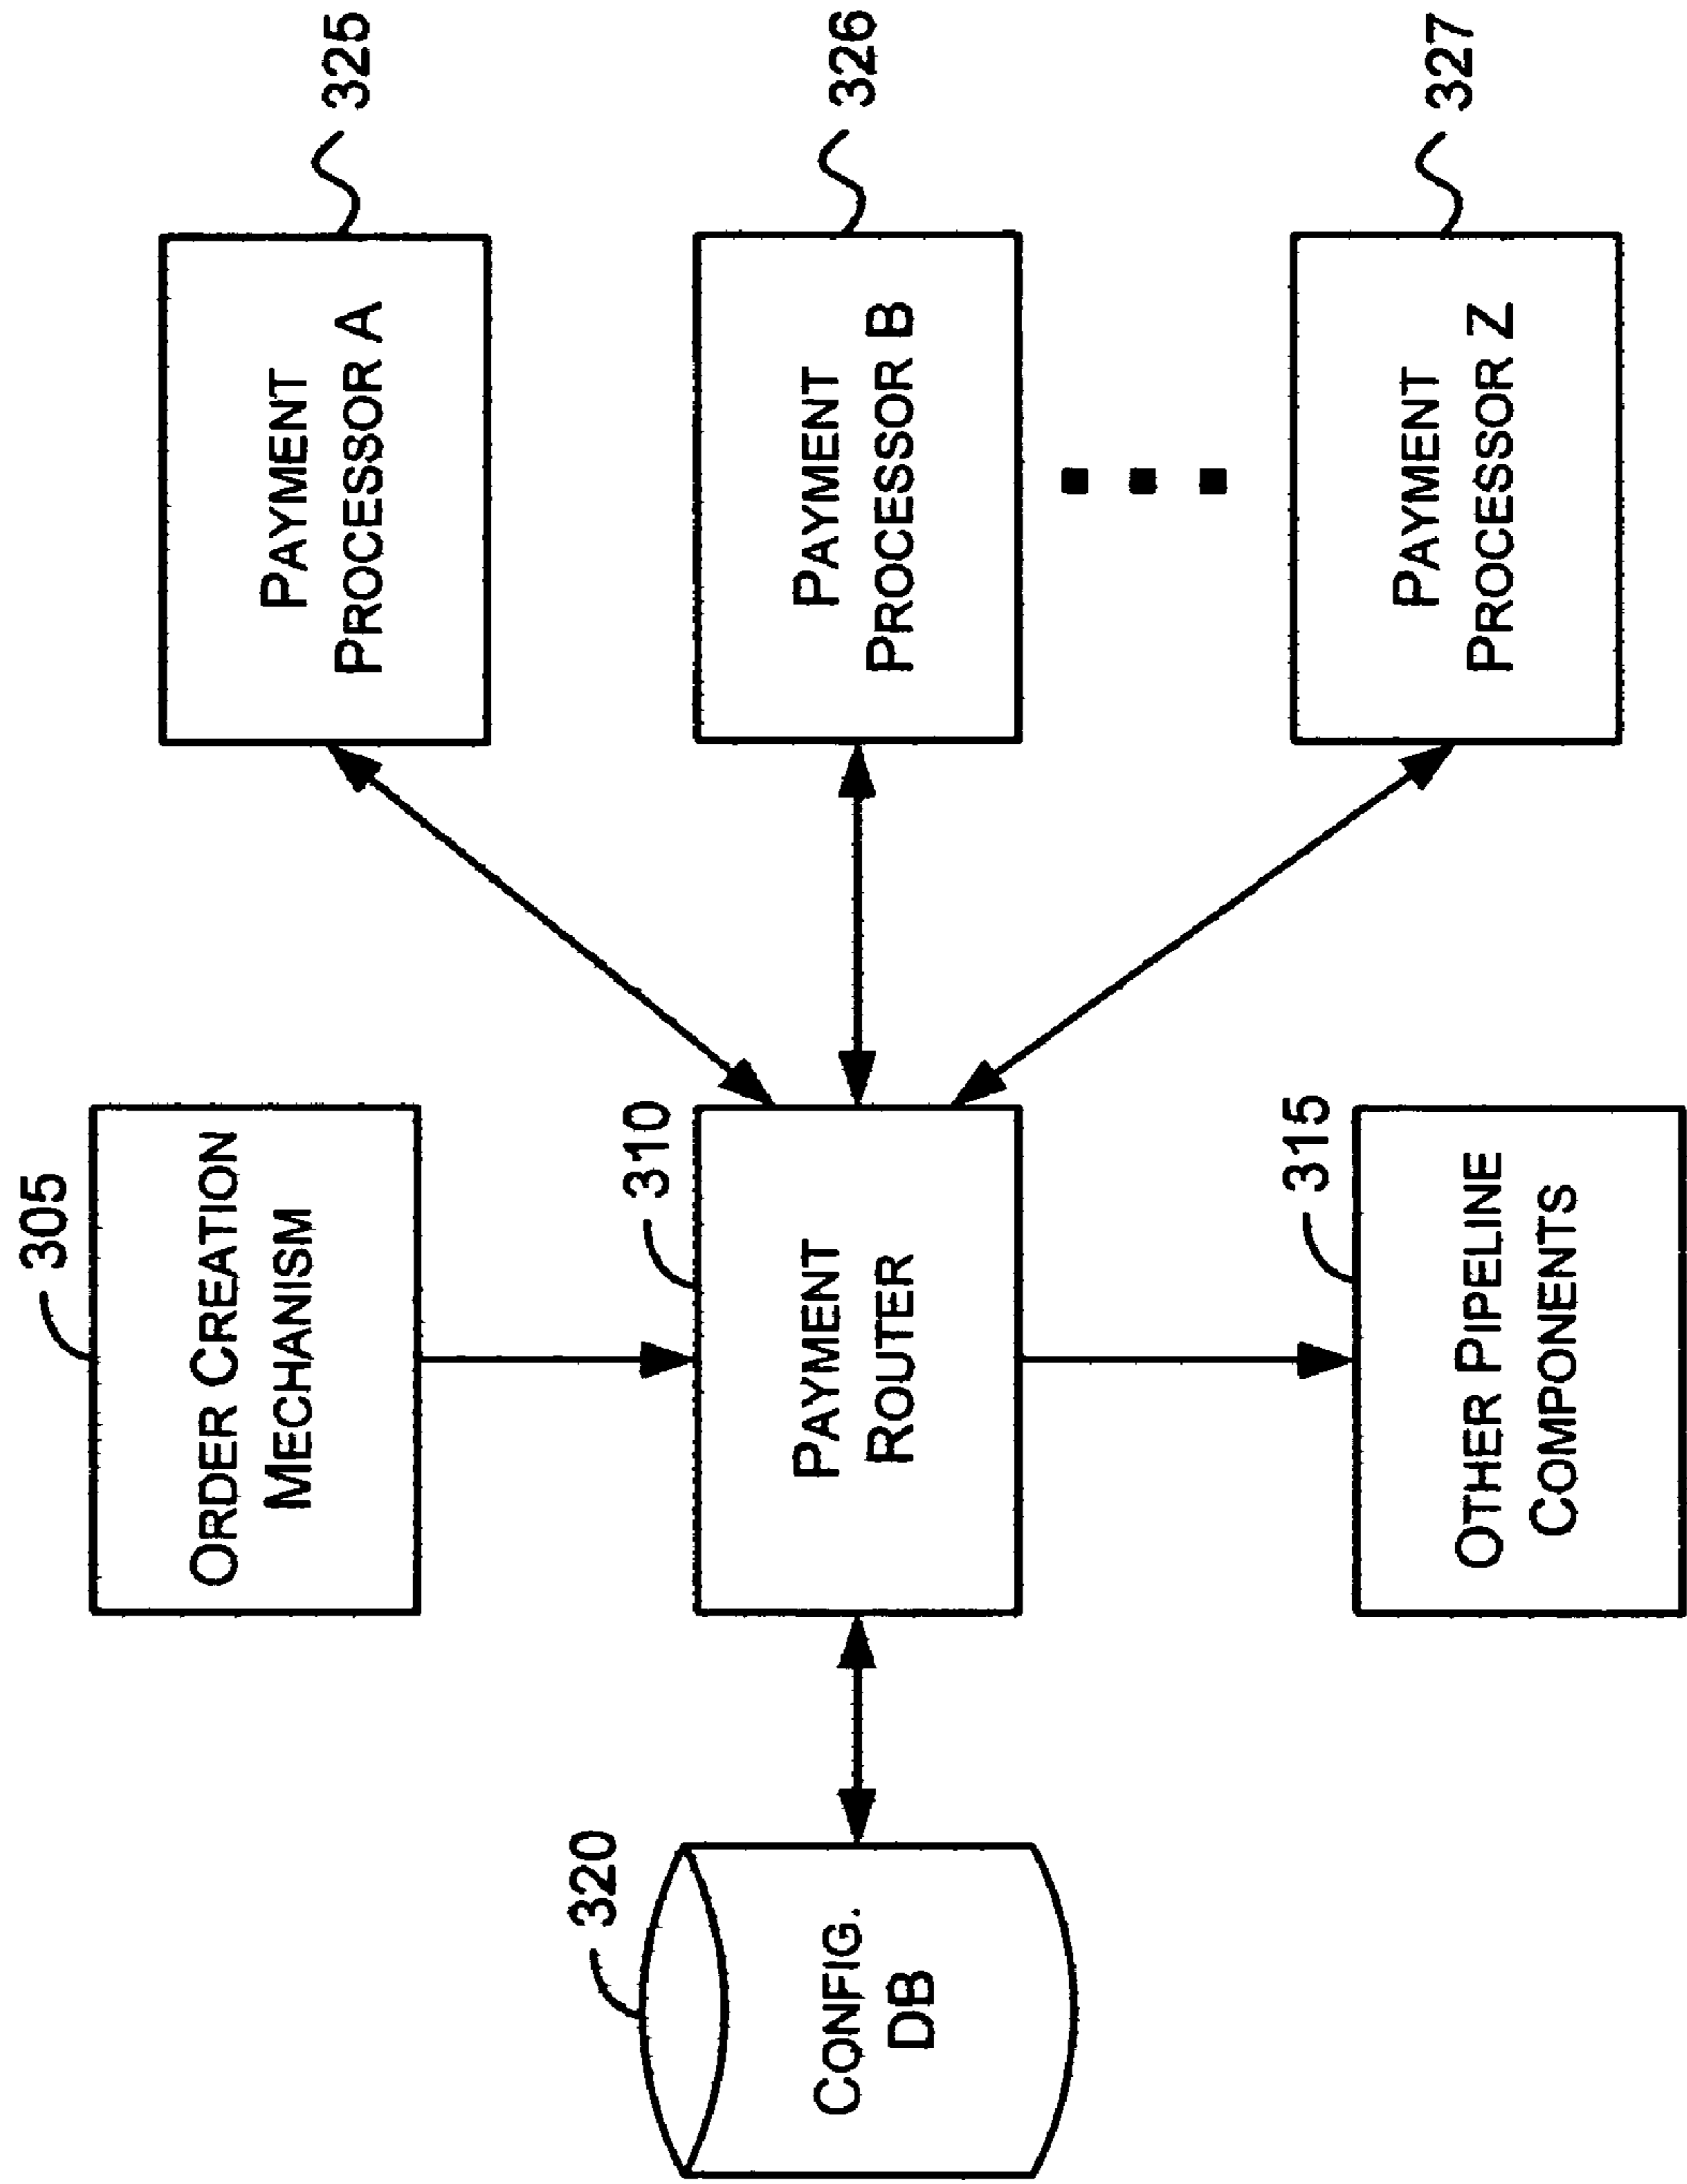 305
ORDER CREATION
MECHANISM
325
PAYMENT
PROCESSOR A
320
CONFIG.
DB
310
PAYMENT
ROUTER
326
PAYMENT
PROCESSOR B
315
OTHER PIPELINE
COMPONENTS
327
PAYMENT
PROCESSOR Z